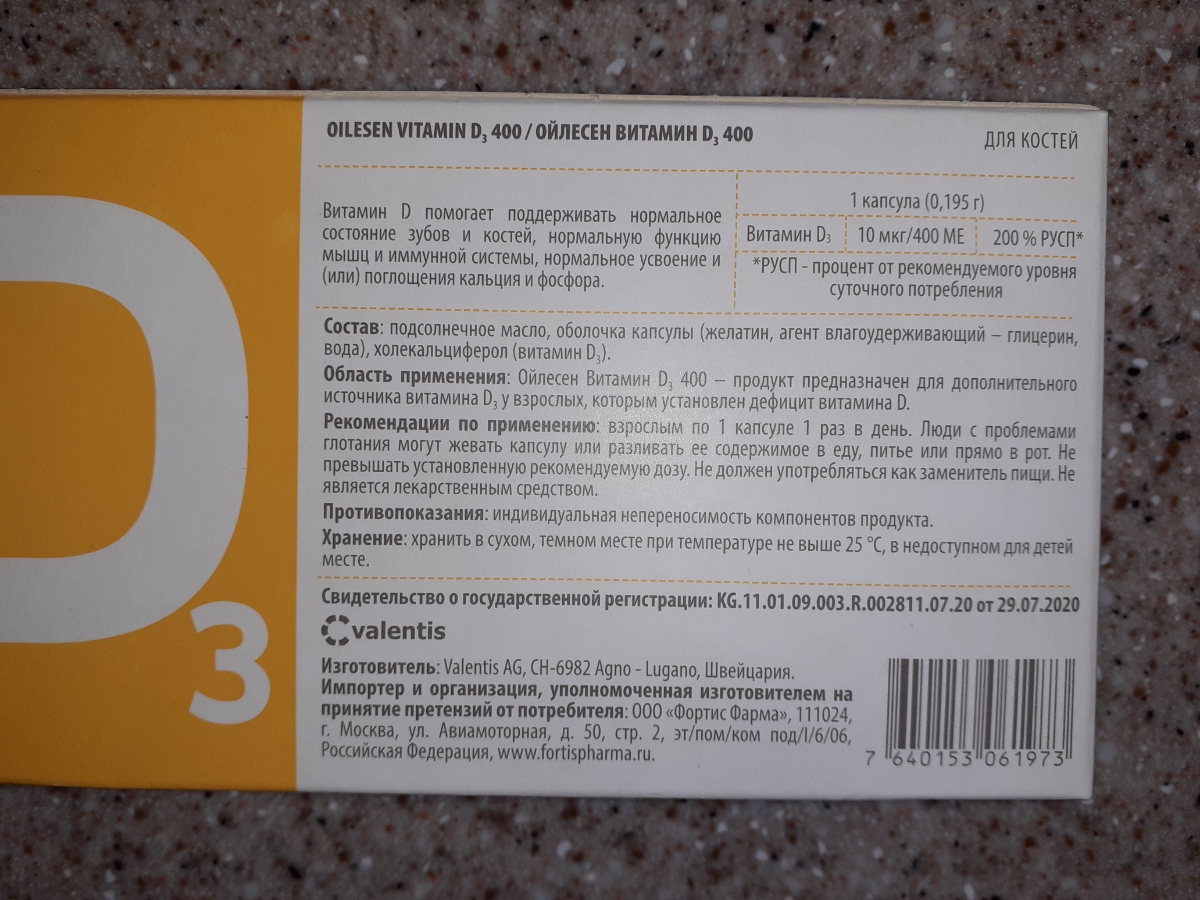 OILESEN VITAMIN D₃ 400 / ОЙЛЕСЕН ВИТАМИН D₃ 400
ДЛЯ КОСТЕЙ
Витамин D помогает поддерживать нормальное
состояние зубов и костей, нормальную функцию
мышц и иммунной системы, нормальное усвоение и
(или) поглощения кальция и фосфора.
1 капсула (0,195 г)
Витамин D₃ 10 мкг/400 МЕ 200 % РУСП*
*РУСП - процент от рекомендуемого уровня
суточного потребления
Состав: подсолнечное масло, оболочка капсулы (желатин, агент влагоудерживающий – глицерин,
вода), холекальциферол (витамин D₃).
Область применения: Ойлесен Витамин D₃ 400 – продукт предназначен для дополнительного
источника витамина D₃ у взрослых, которым установлен дефицит витамина D.
Рекомендации по применению: взрослым по 1 капсуле 1 раз в день. Люди с проблемами
глотания могут жевать капсулу или разливать ее содержимое в еду, питье или прямо в рот. Не
превышать установленную рекомендуемую дозу. Не должен употребляться как заменитель пищи. Не
является лекарственным средством.
Противопоказания: индивидуальная непереносимость компонентов продукта.
Хранение: хранить в сухом, темном месте при температуре не выше 25 °C, в недоступном для детей
месте.
Свидетельство о государственной регистрации: KG.11.01.09.003.R.002811.07.20 от 29.07.2020
valentis
Изготовитель: Valentis AG, CH-6982 Agno - Lugano, Швейцария.
Импортер и организация, уполномоченная изготовителем на
принятие претензий от потребителя: ООО «Фортис Фарма», 111024,
г. Москва, ул. Авиамоторная, д. 50, стр. 2, эт/пом/ком под/I/6/06,
Российская Федерация, www.fortispharma.ru.
7 640153 061973
D₃